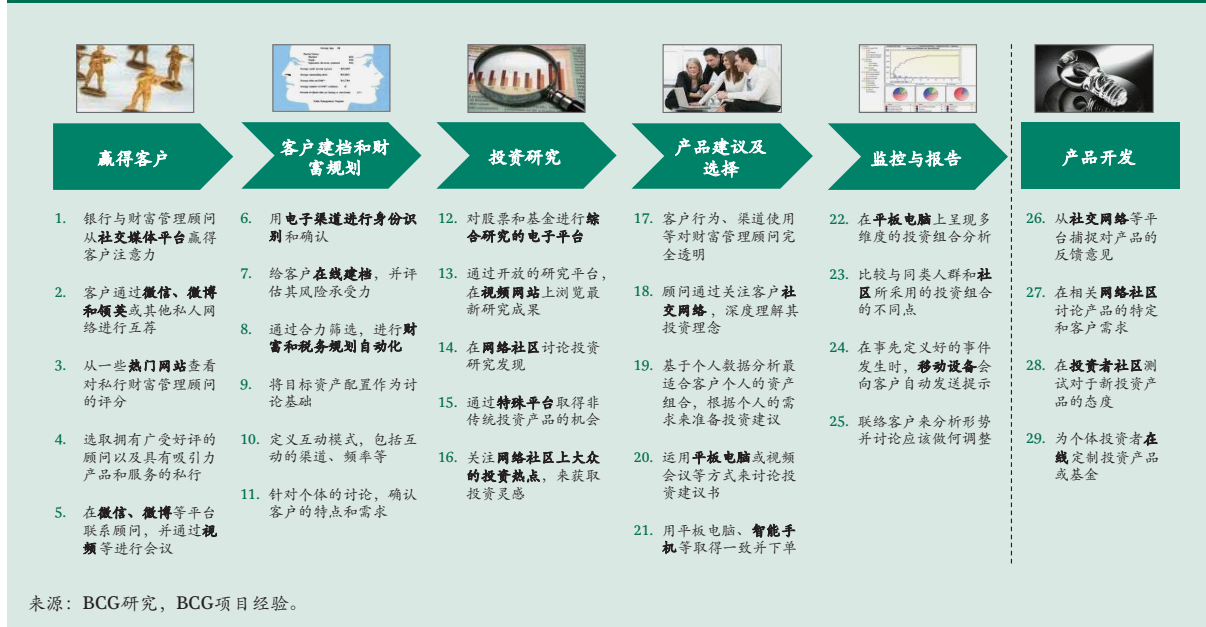 赢得客户
1. 银行与财富管理顾问
从社交媒体平台赢得
客户注意力
2. 客户通过微信、微博
和领英或其他私人网
络进行互荐
3. 从一些热门网站查看
对私行财富管理顾问
的评分
4. 选取拥有广受好评的
顾问以及具有吸引力
产品和服务的私行
5. 在微信、微博等平台
联系顾问，并通过视
频等进行会议
客户建档和财
富规划
6. 用电子渠道进行身份识
别和确认
7. 给客户在线建档，并评
估其风险承受力
8. 通过合力筛选，进行财
富和税务规划自动化
9. 将目标资产配置作为讨
论基础
10. 定义互动模式，包括互
动的渠道、频率等
11. 针对个体的讨论，确认
客户的特点和需求
投资研究
12. 对股票和基金进行综
合研究的电子平台
13. 通过开放的研究平台，
在视频网站上浏览最
新研究成果
14. 在网络社区讨论投资
研究发现
15. 通过特殊平台取得非
传统投资产品的机会
16. 关注网络社区上大众
的投资热点，来获取
投资灵感
产品建议及
选择
17. 客户行为、渠道使用
等对财富管理顾问完
全透明
18. 顾问通过关注客户社
交网络，深度理解其
投资理念
19. 基于个人数据分析最
适合客户个人的资产
组合，根据个人的需
求来准备投资建议
20. 运用平板电脑或视频
会议等方式来讨论投
资建议书
21. 用平板电脑、智能手
机等取得一致并下单
监控与报告
22. 在平板电脑上呈现多
维度的投资组合分析
23. 比较与同类人群和社
区所采用的投资组合
的不同点
24. 在事先定义好的事件
发生时，移动设备会
向客户自动发送提示
25. 联络客户来分析形势
并讨论应该做何调整
产品开发
26. 从社交网络等平
台捕捉对产品的
反馈意见
27. 在相关网络社区
讨论产品的特定
和客户需求
28. 在投资者社区测
试对于新投资产
品的态度
29. 为个体投资者在
线定制投资产品
或基金
来源：BCG研究，BCG项目经验。